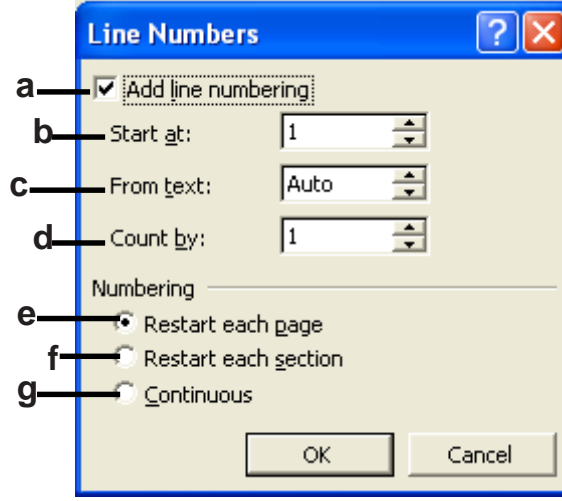 Line Numbers
a Add line numbering
b Start at: 1
c From text: Auto
d Count by: 1
Numbering
e Restart each page
f Restart each section
g Continuous
OK Cancel